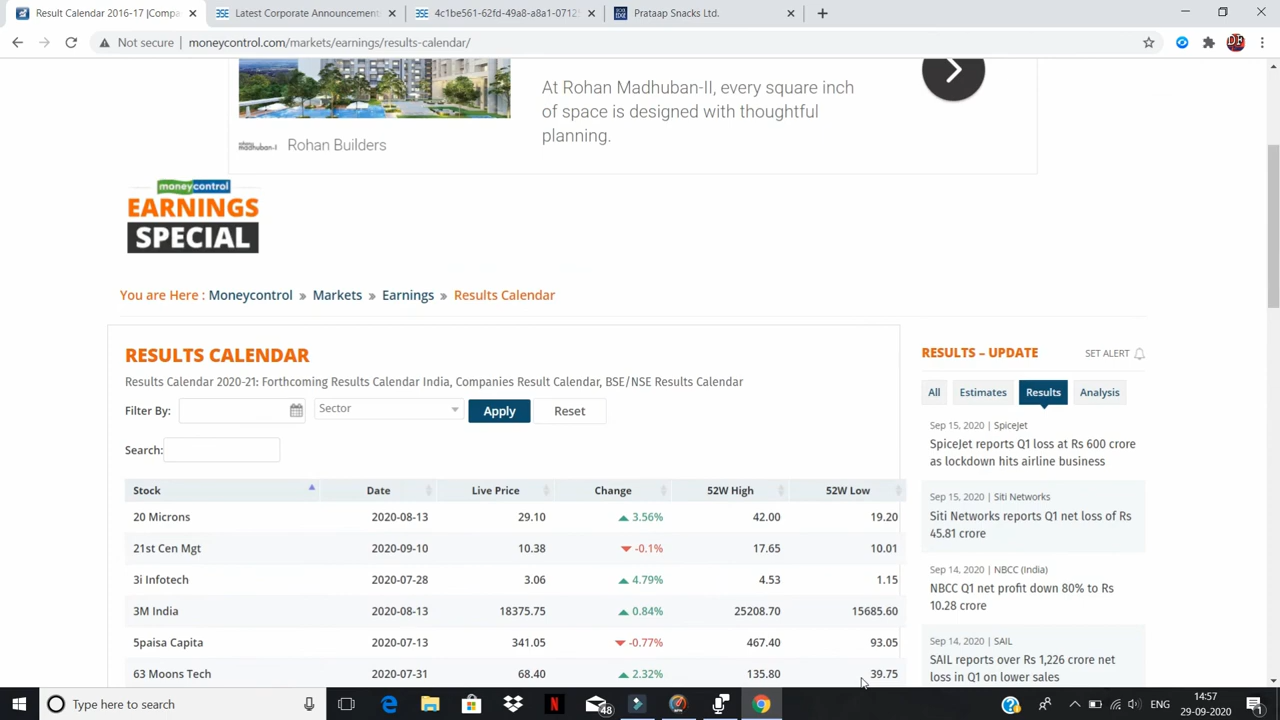 Result Calendar 2016-17 |Compa
Latest Corporate Announcement
4c1be561-62fd-49a8-a8a1-0712
Prataap Snacks Ltd.
Not secure
moneycontrol.com/markets/earnings/results-calendar/
At Rohan Madhuban-II, every square inch
of space is designed with thoughtful
planning.
Rohan Builders
moneycontrol
EARNINGS
SPECIAL
You are Here : Moneycontrol » Markets » Earnings » Results Calendar
RESULTS CALENDAR
Results Calendar 2020-21: Forthcoming Results Calendar India, Companies Result Calendar, BSE/NSE Results Calendar
Filter By: Sector Apply Reset
Search:
Stock Date Live Price Change 52W High 52W Low
20 Microns 2020-08-13 29.10 3.56% 42.00 19.20
21st Cen Mgt 2020-09-10 10.38 -0.1% 17.65 10.01
3i Infotech 2020-07-28 3.06 4.79% 4.53 1.15
3M India 2020-08-13 18375.75 0.84% 25208.70 15685.60
5paisa Capita 2020-07-13 341.05 -0.77% 467.40 93.05
63 Moons Tech 2020-07-31 68.40 2.32% 135.80 39.75
RESULTS – UPDATE SET ALERT
All Estimates Results Analysis
Sep 15, 2020 | SpiceJet
SpiceJet reports Q1 loss at Rs 600 crore
as lockdown hits airline business
Sep 15, 2020 | Siti Networks
Siti Networks reports Q1 net loss of Rs
45.81 crore
Sep 14, 2020 | NBCC (India)
NBCC Q1 net profit down 80% to Rs
10.28 crore
Sep 14, 2020 | SAIL
SAIL reports over Rs 1,226 crore net
loss in Q1 on lower sales
Type here to search
48
ENG
14:57
29-09-2020
1